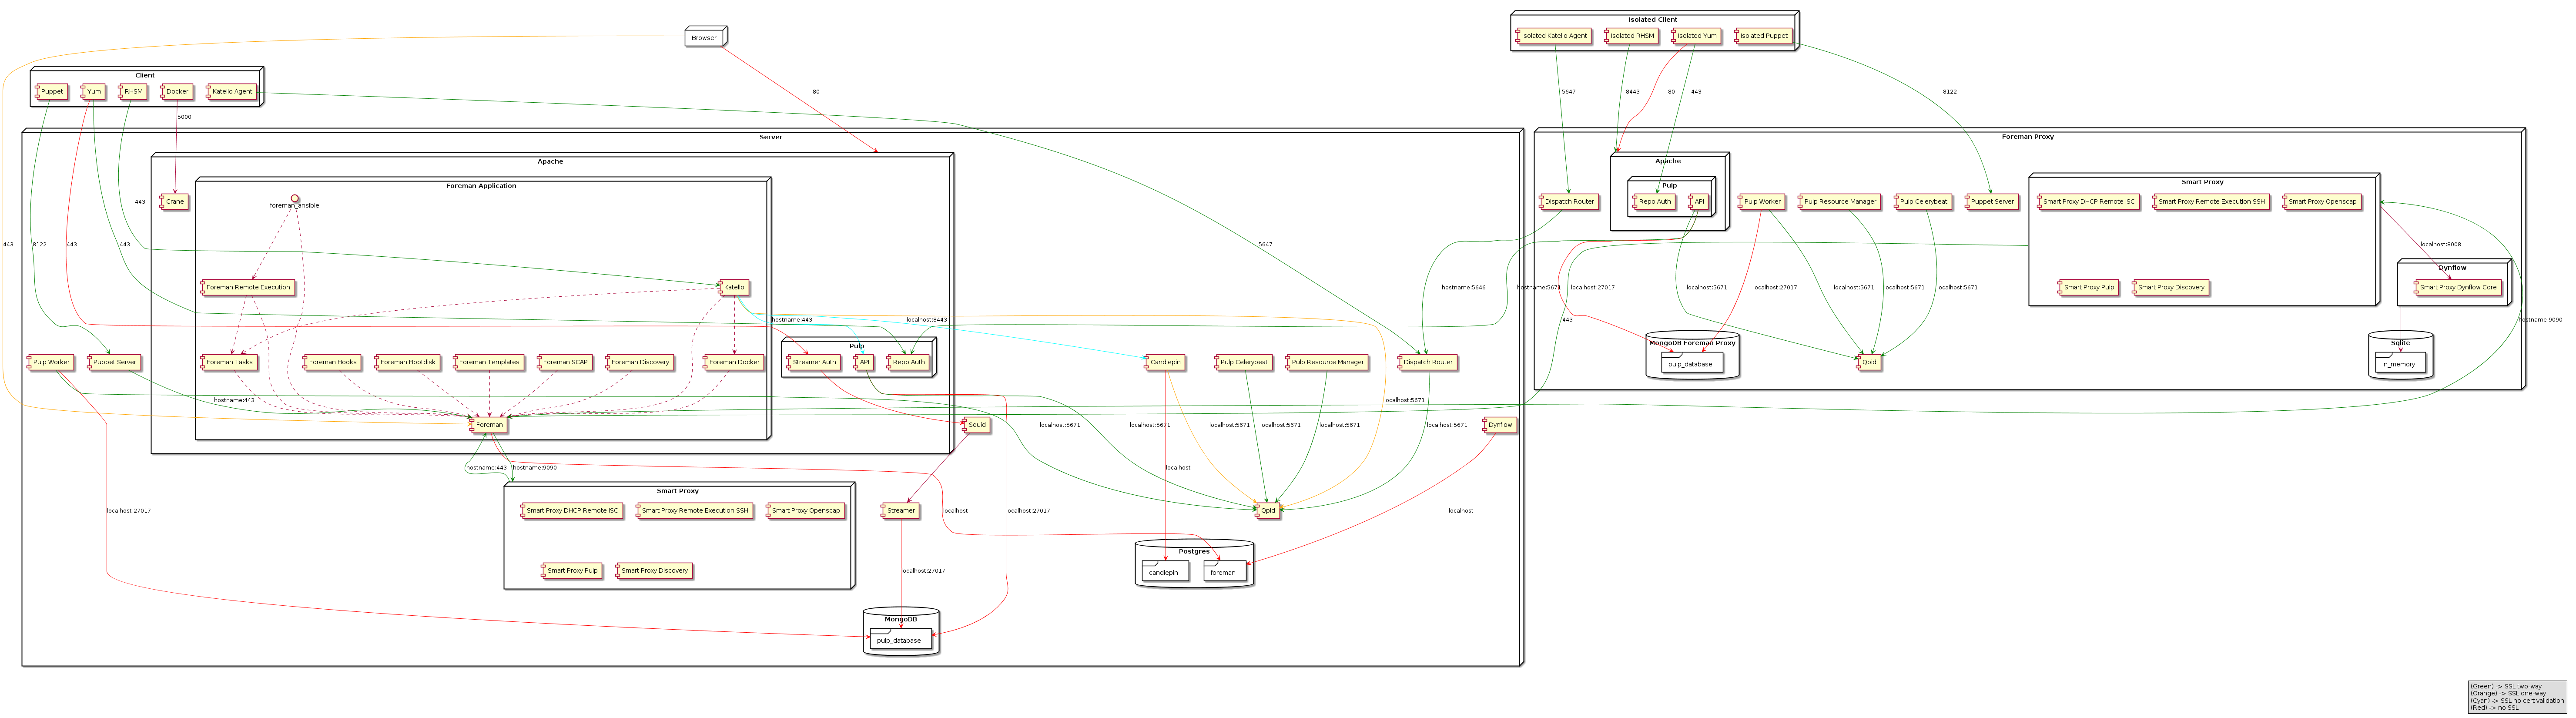 Isolated Client
Isolated Katello Agent
Isolated RHSM
Isolated Yum
Isolated Puppet
Browser
Client
Puppet
Yum
RHSM
Docker
Katello Agent
80
5647
8443
80
443
8122
5000
Server
Foreman Proxy
Apache
Foreman Application
Crane
foreman_ansible
443
Apache
Pulp
Dispatch Router
Repo Auth
API
Pulp Worker
Pulp Resource Manager
Pulp Celerybeat
Puppet Server
Smart Proxy
Smart Proxy DHCP Remote ISC
Smart Proxy Remote Execution SSH
Smart Proxy Openscap
Smart Proxy Pulp
Smart Proxy Discovery
443
8122
443
443
5647
localhost:8008
Dynflow
Smart Proxy Dynflow Core
Foreman Remote Execution
Katello
hostname:5646
hostname:5671
localhost:27017
localhost:5671
localhost:27017
localhost:5671
localhost:5671
localhost:5671
hostname:443
localhost:8443
443
hostname:9090
Pulp
Pulp Worker
Puppet Server
Foreman Tasks
Foreman Hooks
Foreman Bootdisk
Foreman Templates
Foreman SCAP
Foreman Discovery
Foreman Docker
Streamer Auth
API
Repo Auth
Candlepin
Pulp Celerybeat
Pulp Resource Manager
Dispatch Router
MongoDB Foreman Proxy
pulp_database
Qpid
Sqlite
in_memory
hostname:443
localhost:5671
Foreman
Squid
localhost:5671
localhost:5671
localhost:5671
localhost:5671
localhost:5671
localhost:5671
Dynflow
hostname:443
hostname:9090
localhost
Smart Proxy
Smart Proxy DHCP Remote ISC
Smart Proxy Remote Execution SSH
Smart Proxy Openscap
Smart Proxy Pulp
Smart Proxy Discovery
localhost:27017
Streamer
localhost
localhost:27017
Qpid
localhost
Postgres
candlepin
foreman
localhost:27017
MongoDB
pulp_database
(Green) -> SSL two-way
(Orange) -> SSL one-way
(Cyan) -> SSL no cert validation
(Red) -> no SSL